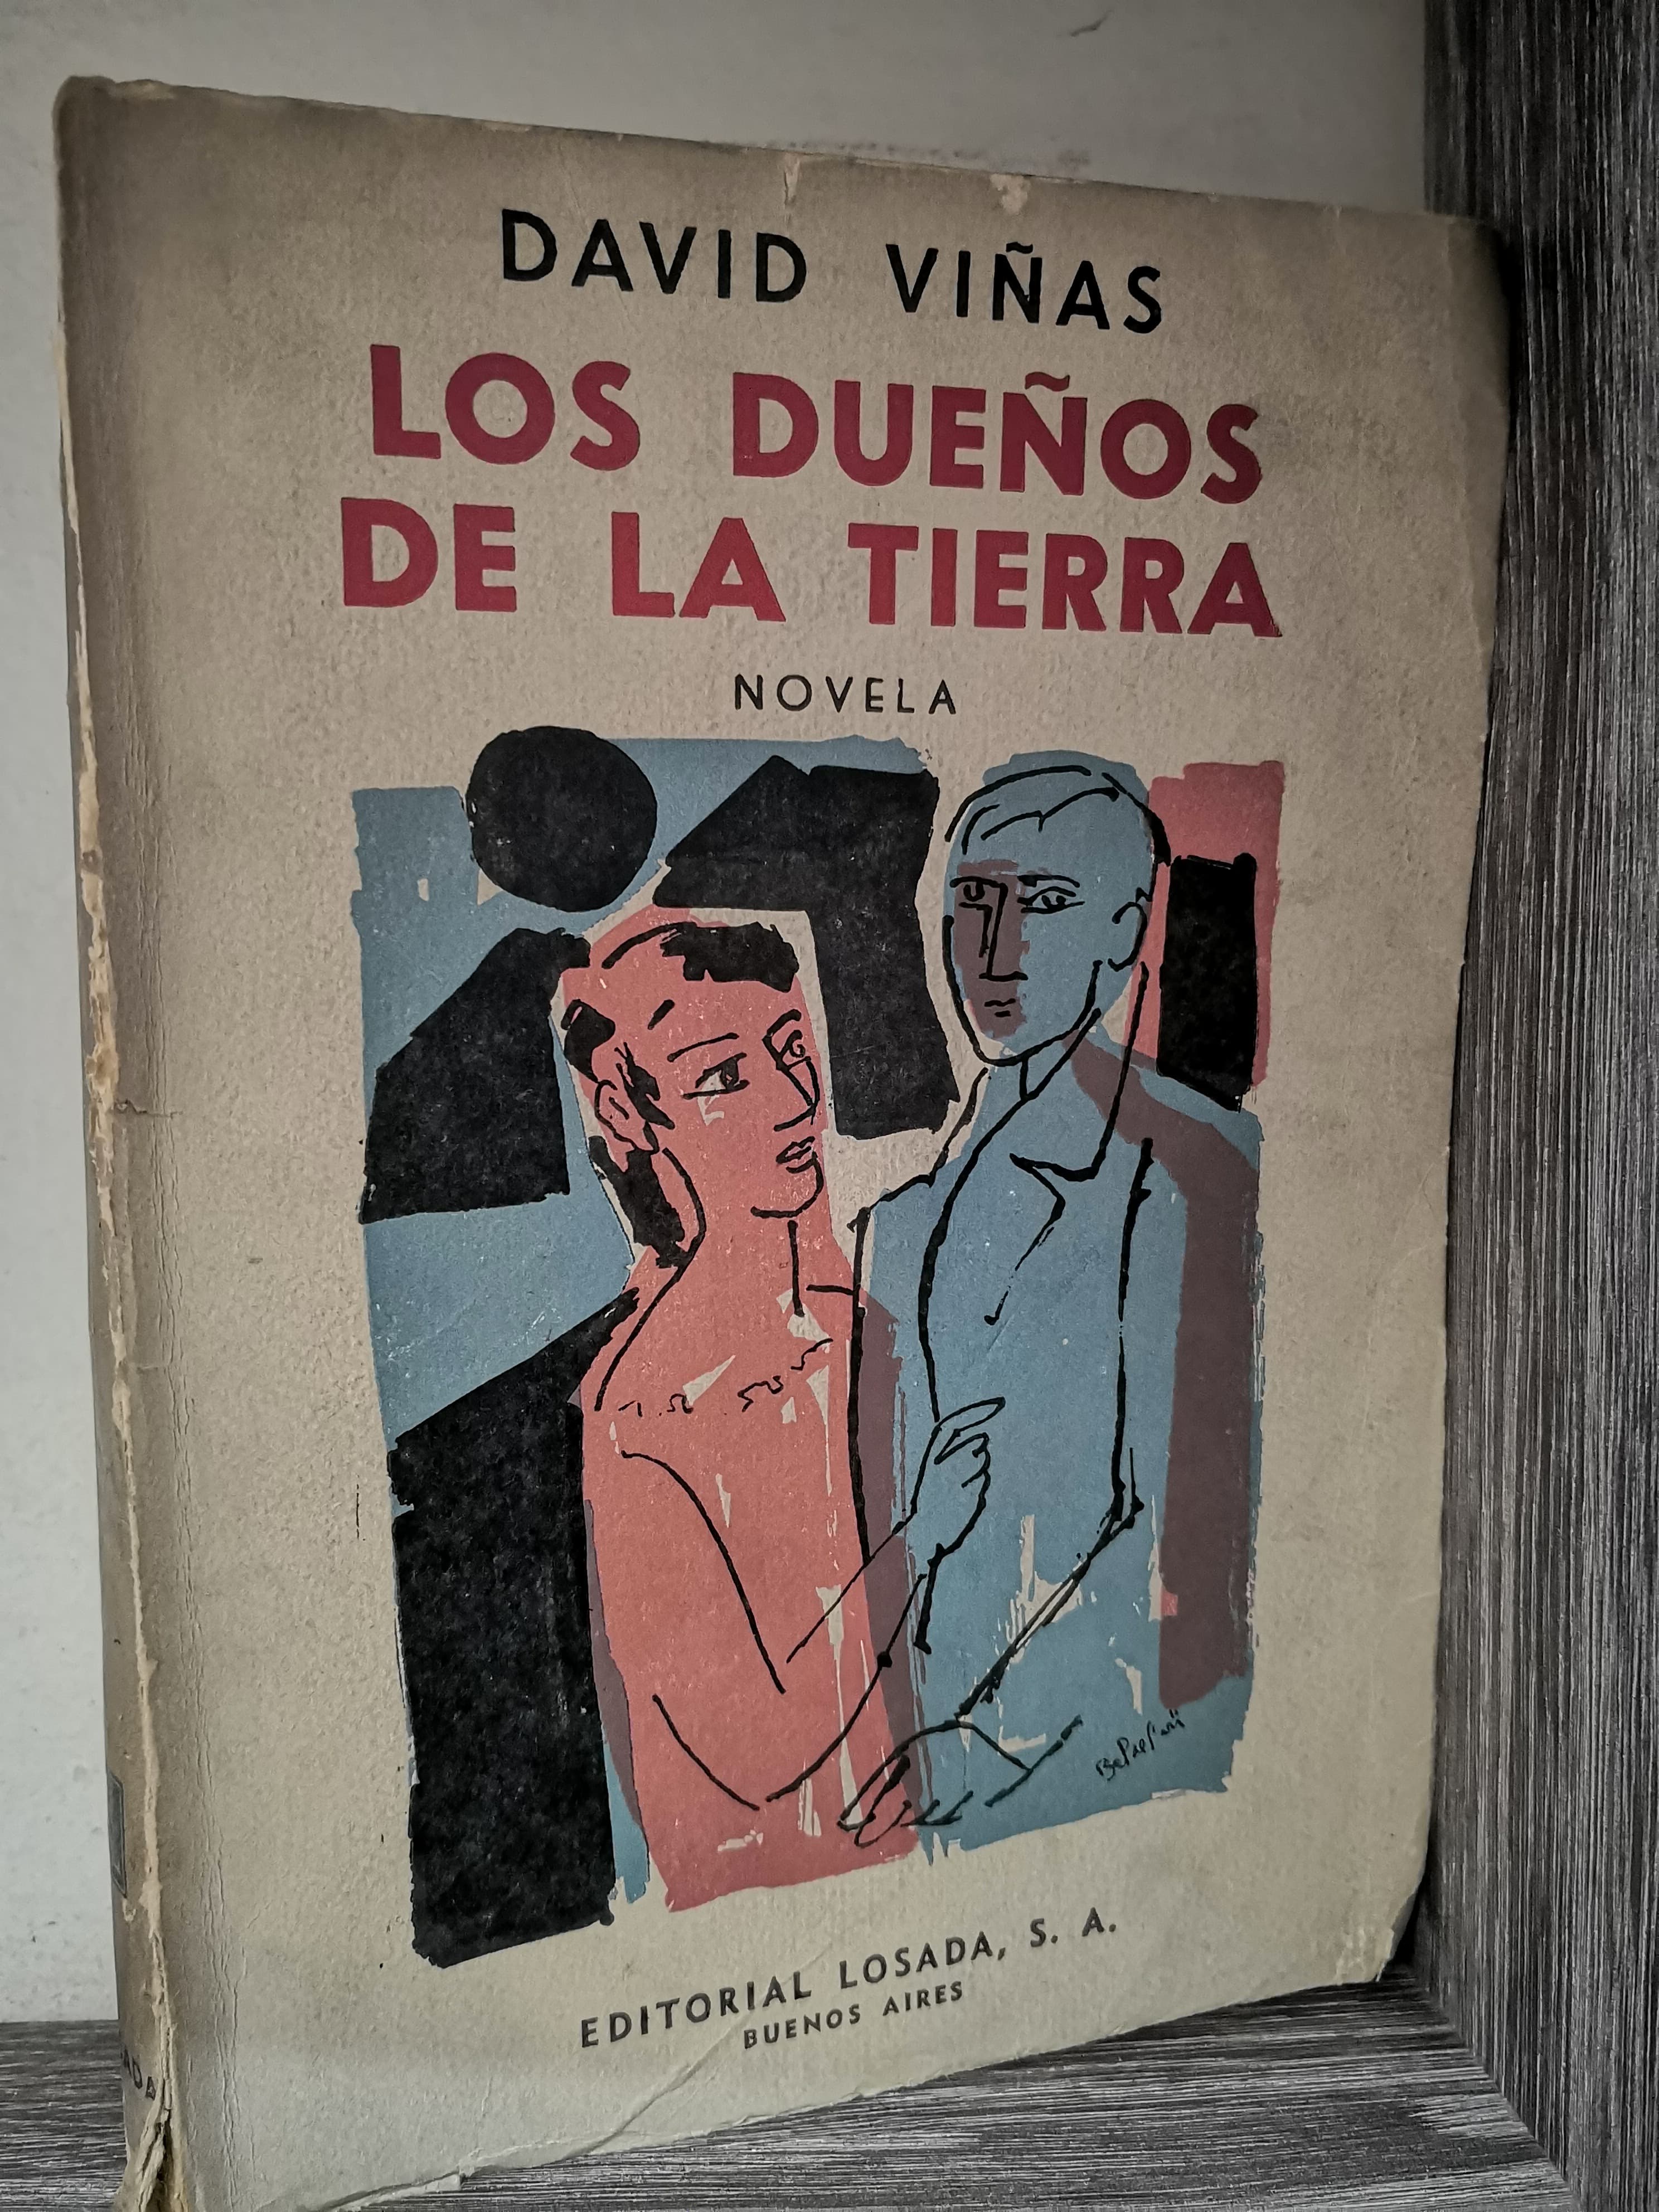 DAVID VIÑAS
LOS DUEÑOS
DE LA TIERRA
NOVELA
EDITORIAL LOSADA, S. A.
BUENOS AIRES